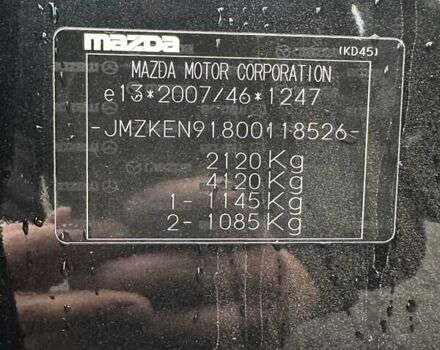 mazda
(KD45)
MAZDA MOTOR CORPORATION
e13*2007/46*1247
-JMZKEN91800118526-
2120Kg
4120Kg
1- 1145Kg
2- 1085Kg